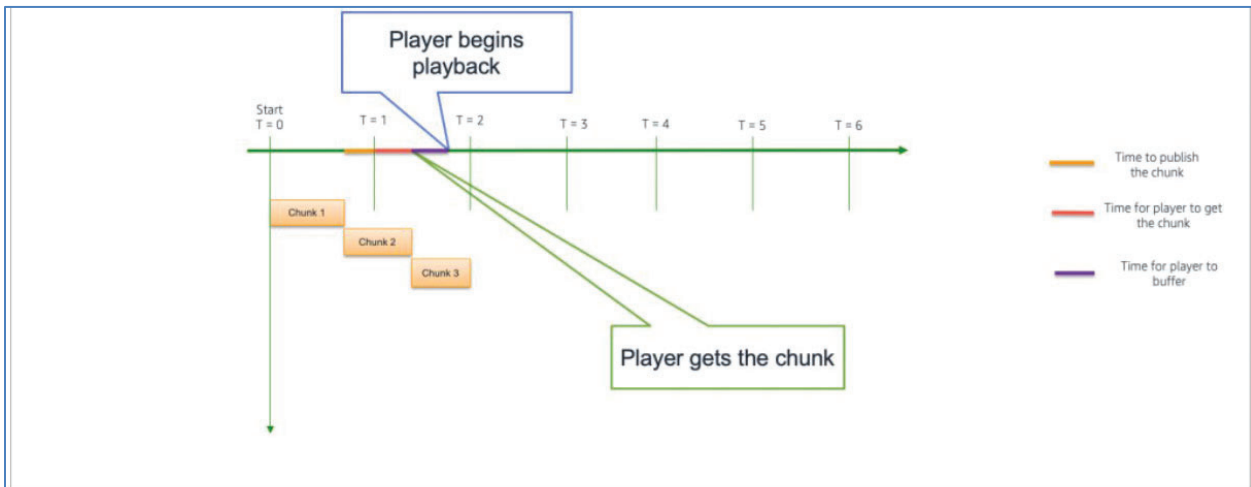 Player begins
playback
Start
T = 0
T = 1
T = 2
T = 3
T = 4
T = 5
T = 6
Time to publish
the chunk
Chunk 1
Time for player to get
the chunk
Chunk 2
Chunk 3
Time for player to
buffer
Player gets the chunk